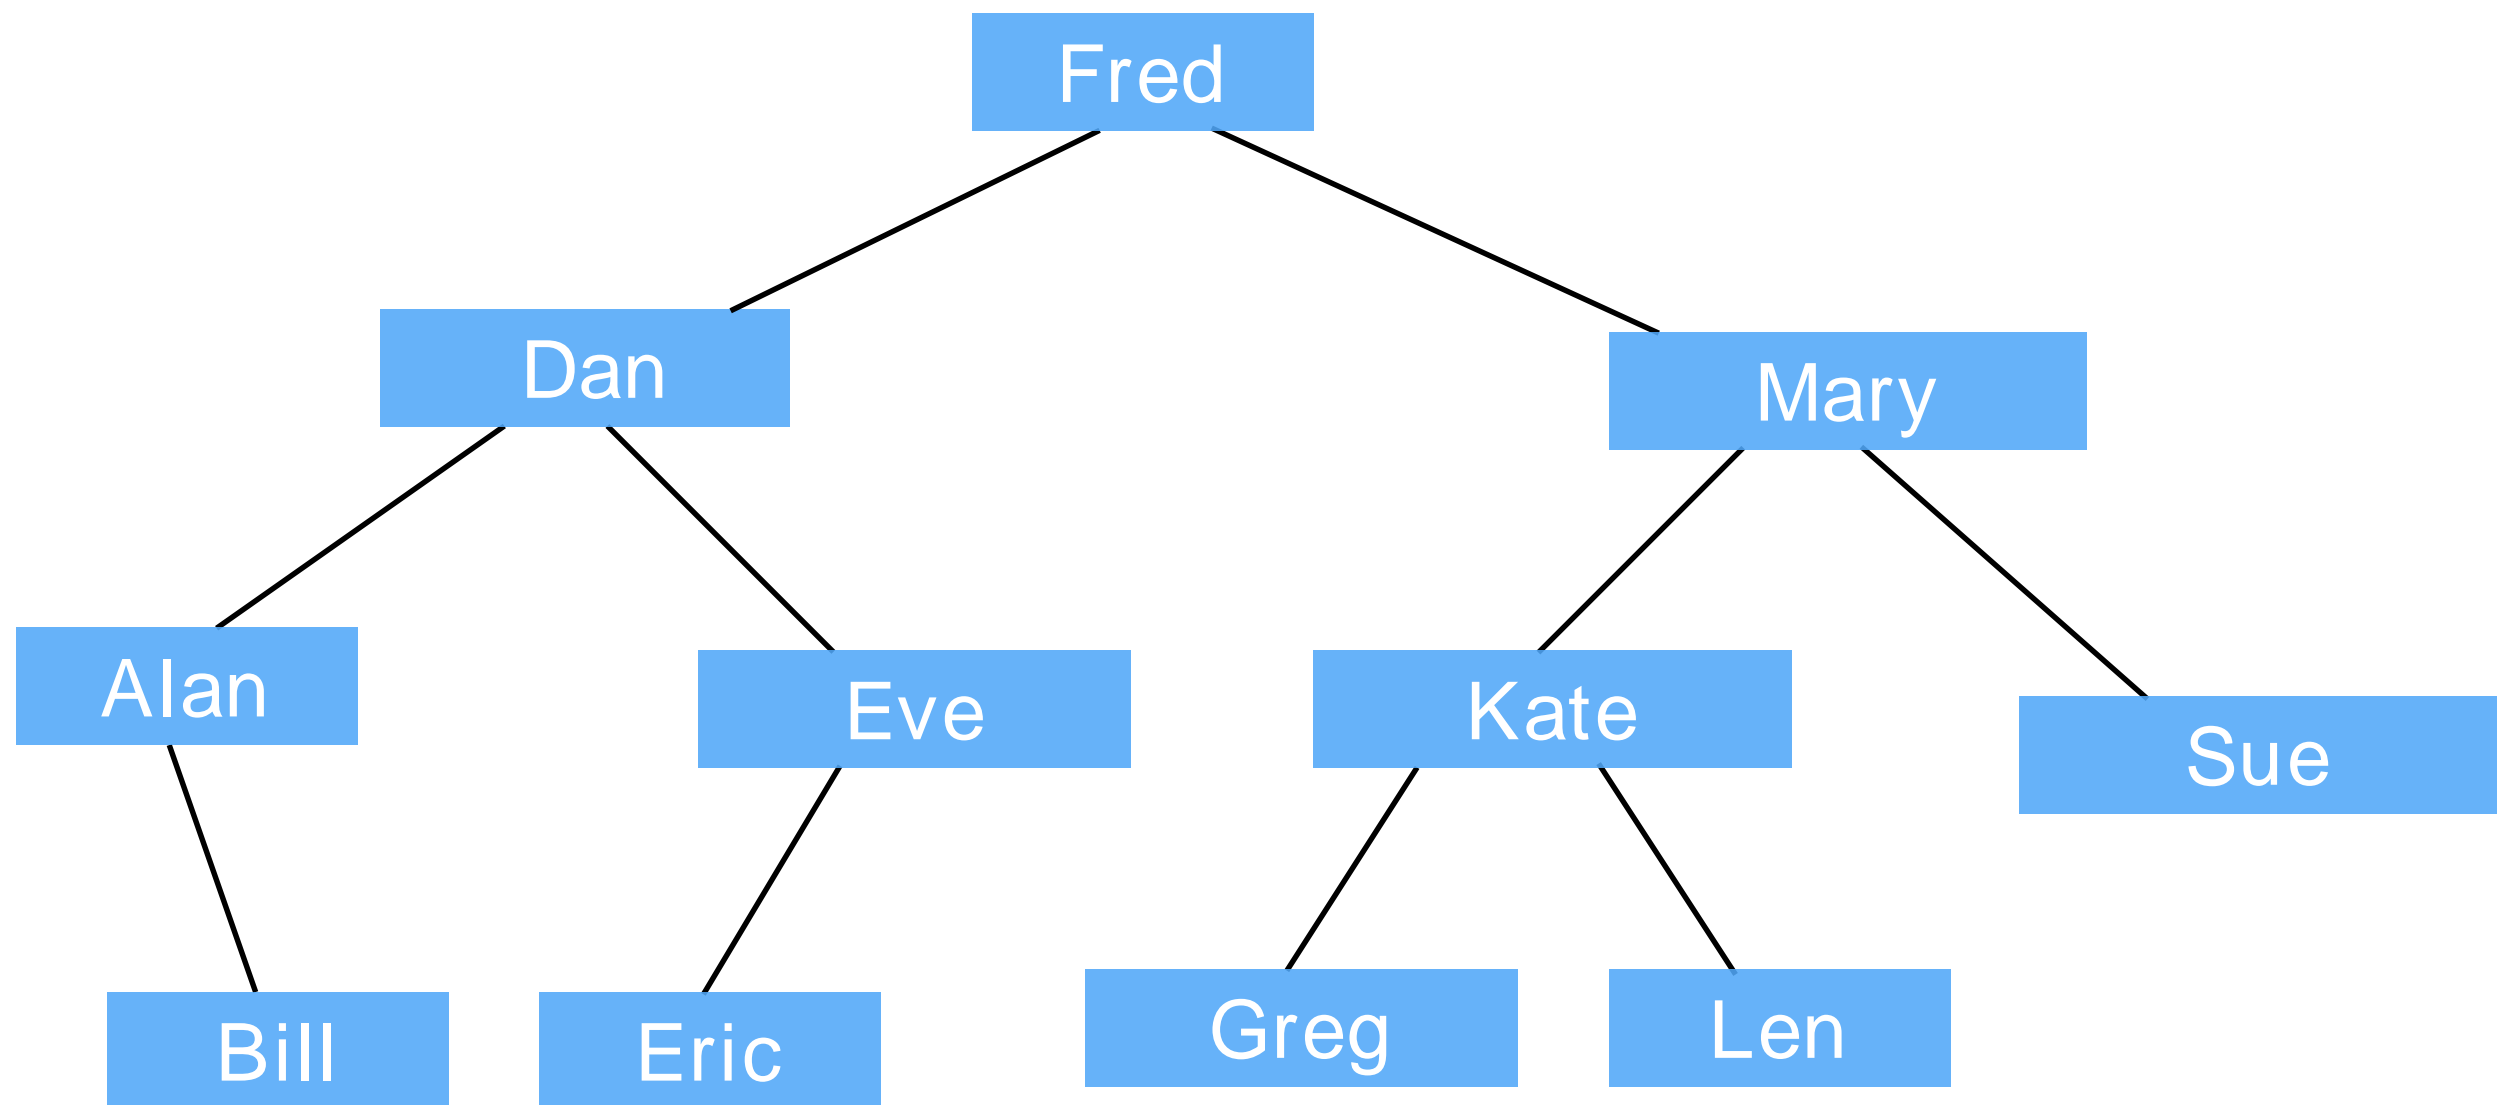 Fred
Dan
Mary
Alan
Eve
Kate
Sue
Bill
Eric
Greg
Len